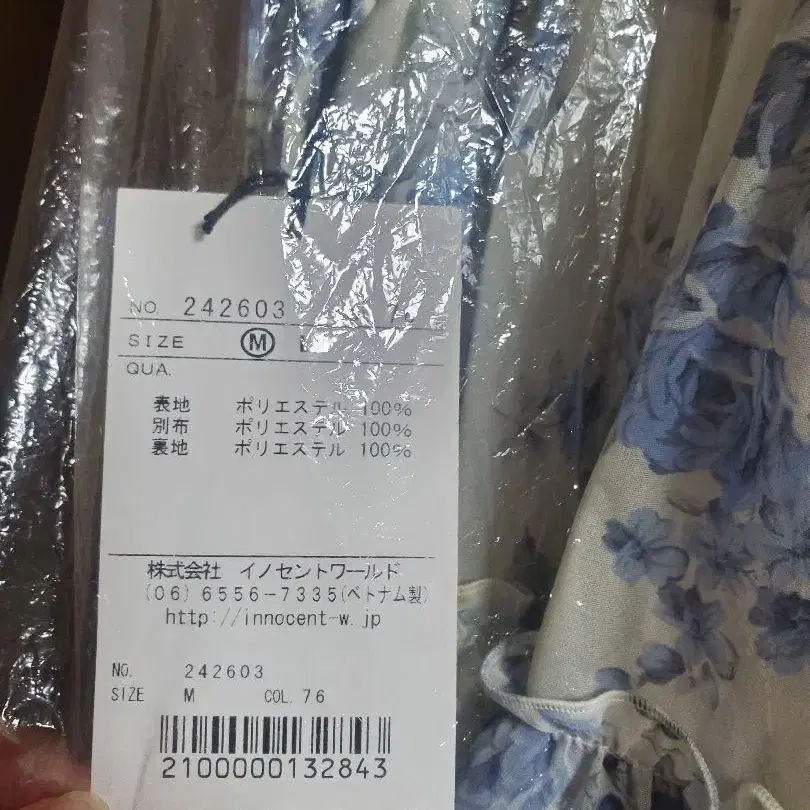 NO. 242603
SIZE M
QUA.
表地 ポリエステル 100%
別布 ポリエステル 100%
裏地 ポリエステル 100%
株式会社 イノセントワールド
(06) 6556-7335(ベトナム製)
http://innocent-w.jp
NO. 242603
SIZE M COL. 76
2100000132843